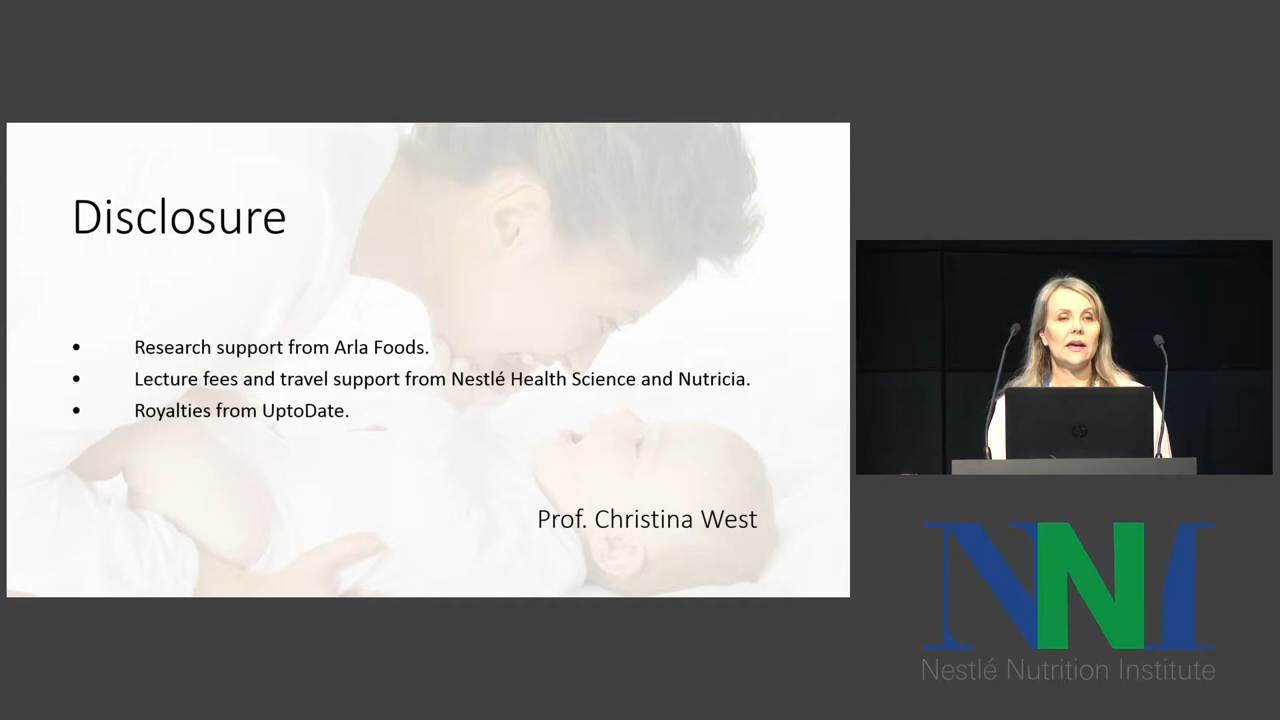 Disclosure
• Research support from Arla Foods.
• Lecture fees and travel support from Nestlé Health Science and Nutricia.
• Royalties from UptoDate.
Prof. Christina West
hp
NNI
Nestlé Nutrition Institute